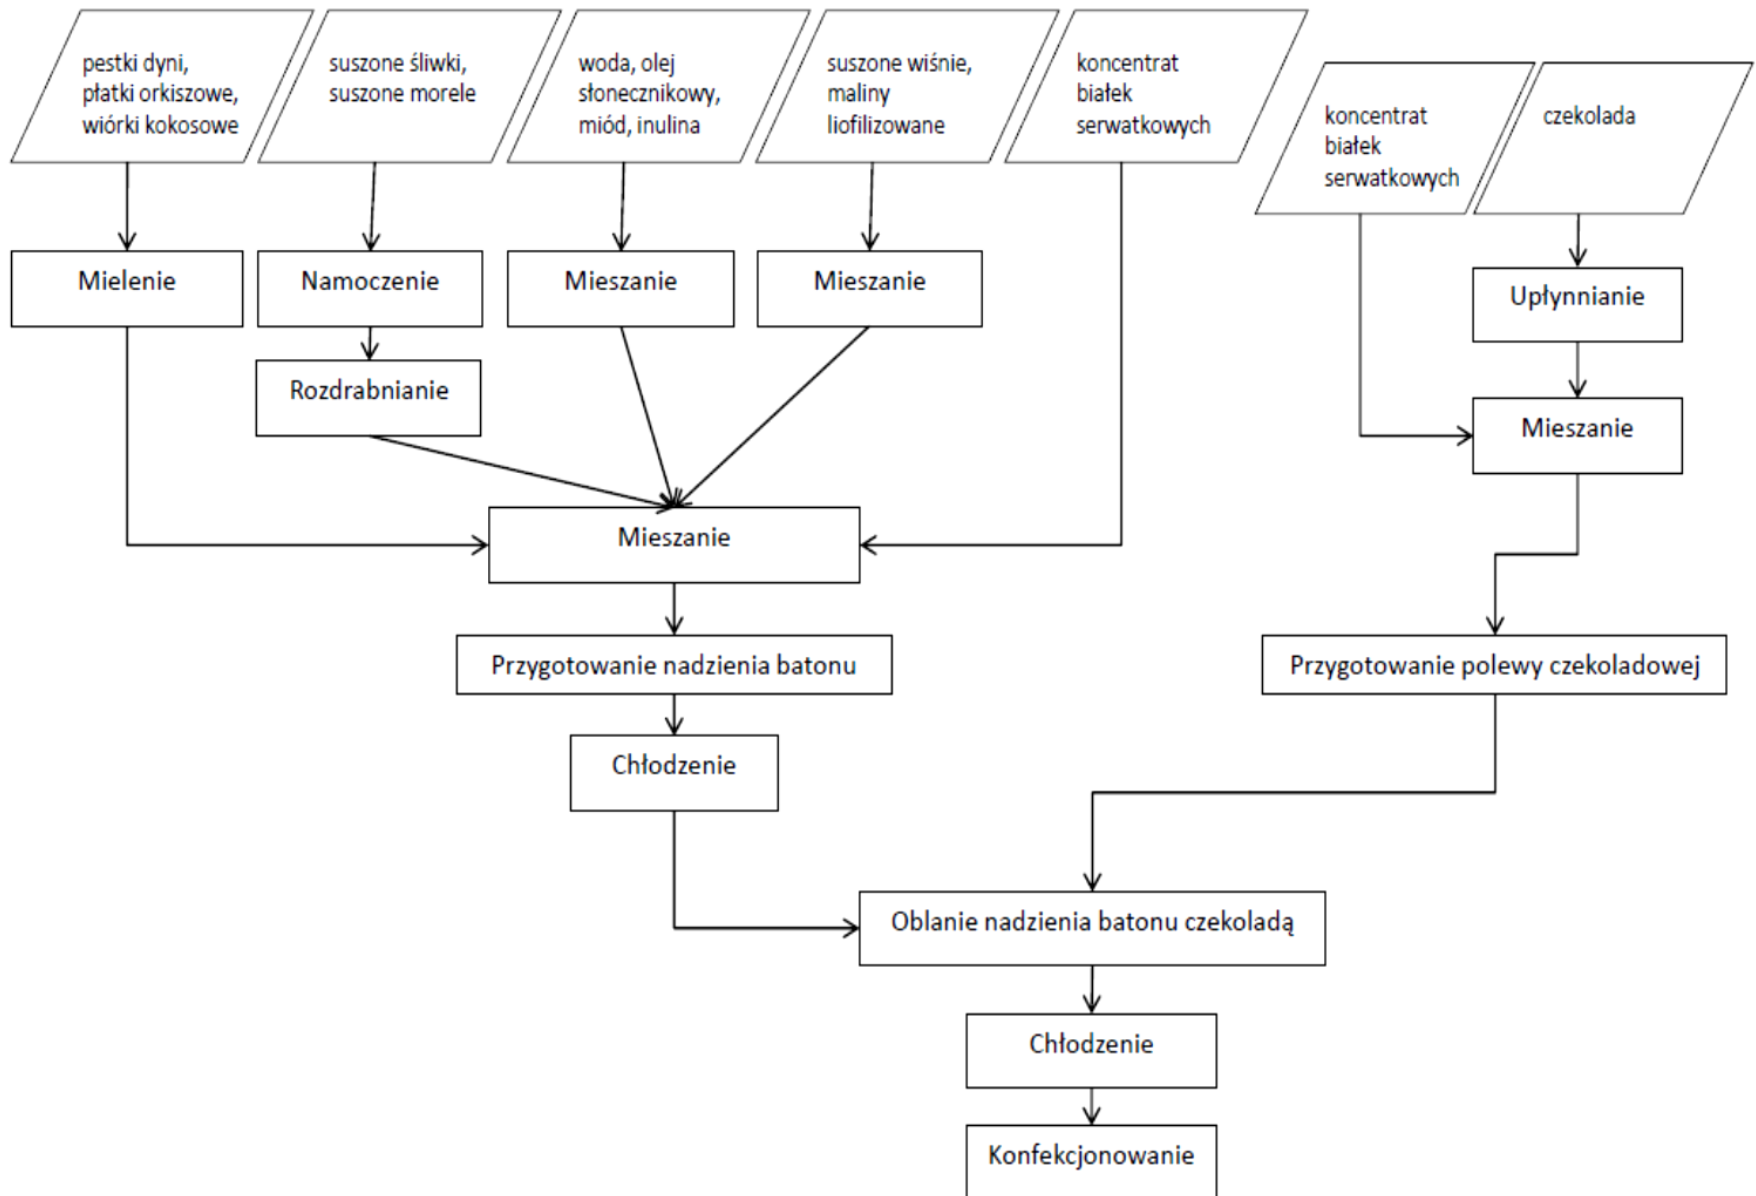 pestki dyni,
płatki orkiszowe,
wiórki kokosowe
suszone śliwki,
suszone morele
woda, olej
słonecznikowy,
miód, inulina
suszone wiśnie,
maliny
liofilizowane
koncentrat
białek
serwatkowych
koncentrat
białek
serwatkowych
czekolada
Mielenie
Namoczenie
Mieszanie
Mieszanie
Upłynnianie
Rozdrabnianie
Mieszanie
Mieszanie
Przygotowanie nadzienia batonu
Przygotowanie polewy czekoladowej
Chłodzenie
Oblanie nadzienia batonu czekoladą
Chłodzenie
Konfekcjonowanie